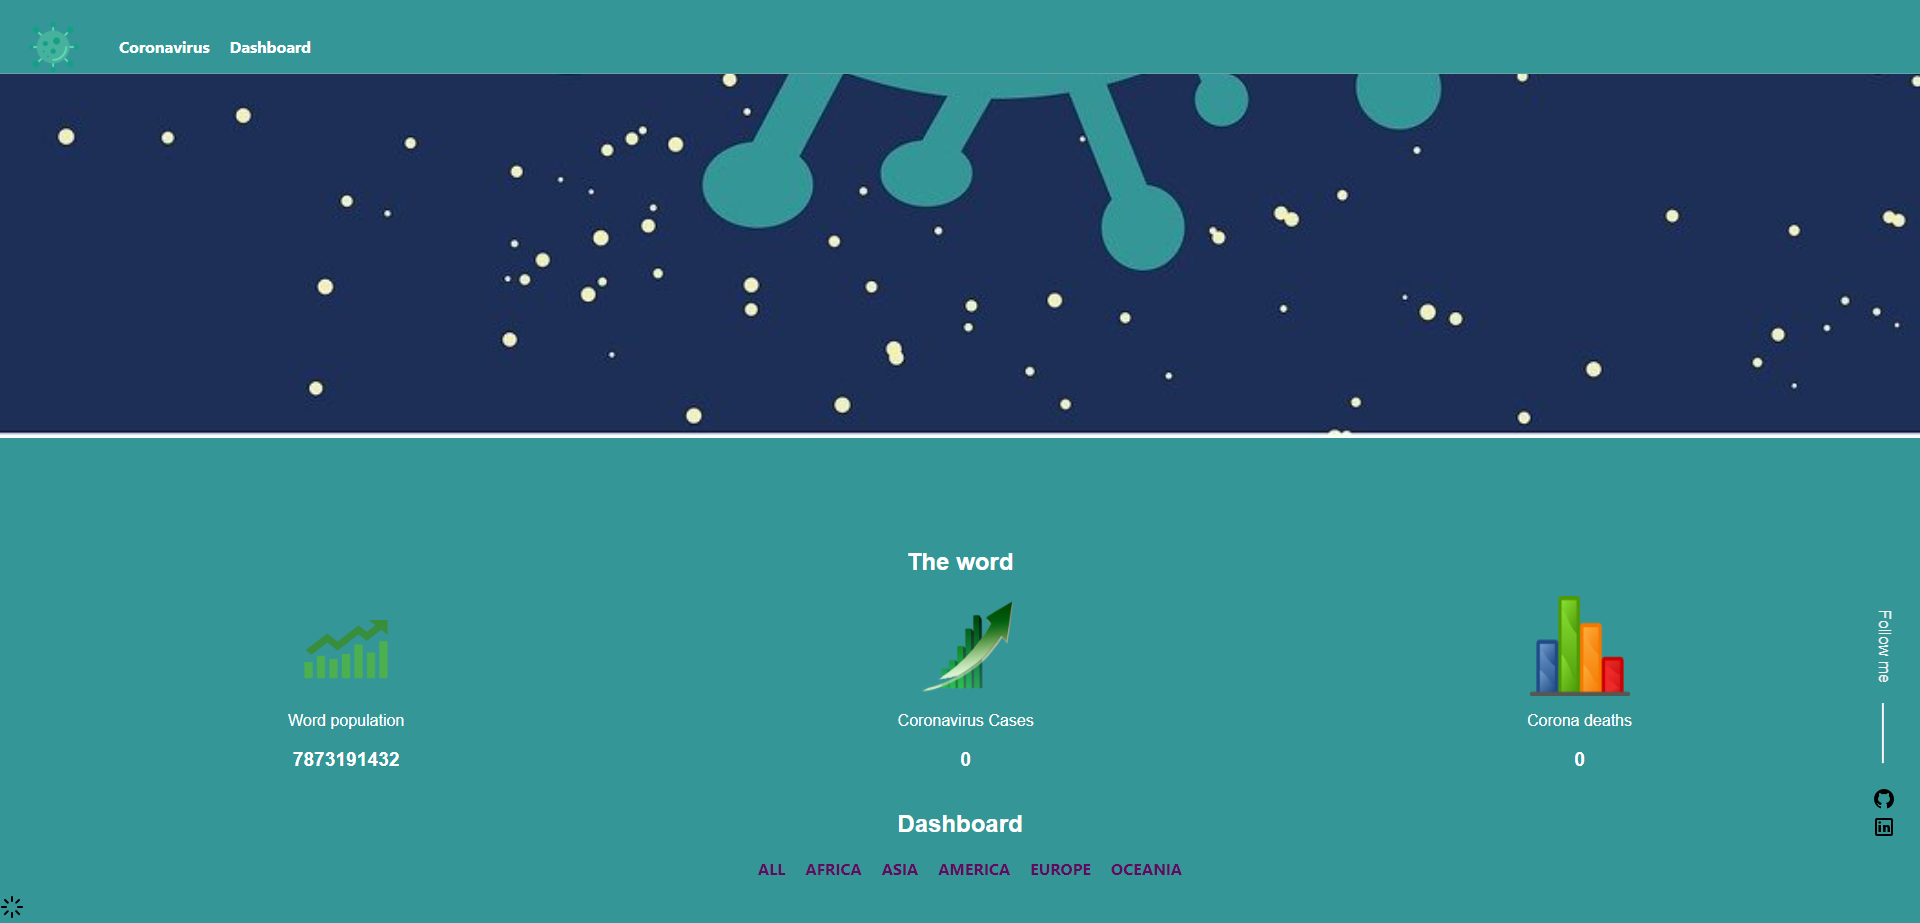 Coronavirus Dashboard
The word
Word population
7873191432
Coronavirus Cases
0
Corona deaths
0
Follow me
Dashboard
ALL AFRICA ASIA AMERICA EUROPE OCEANIA